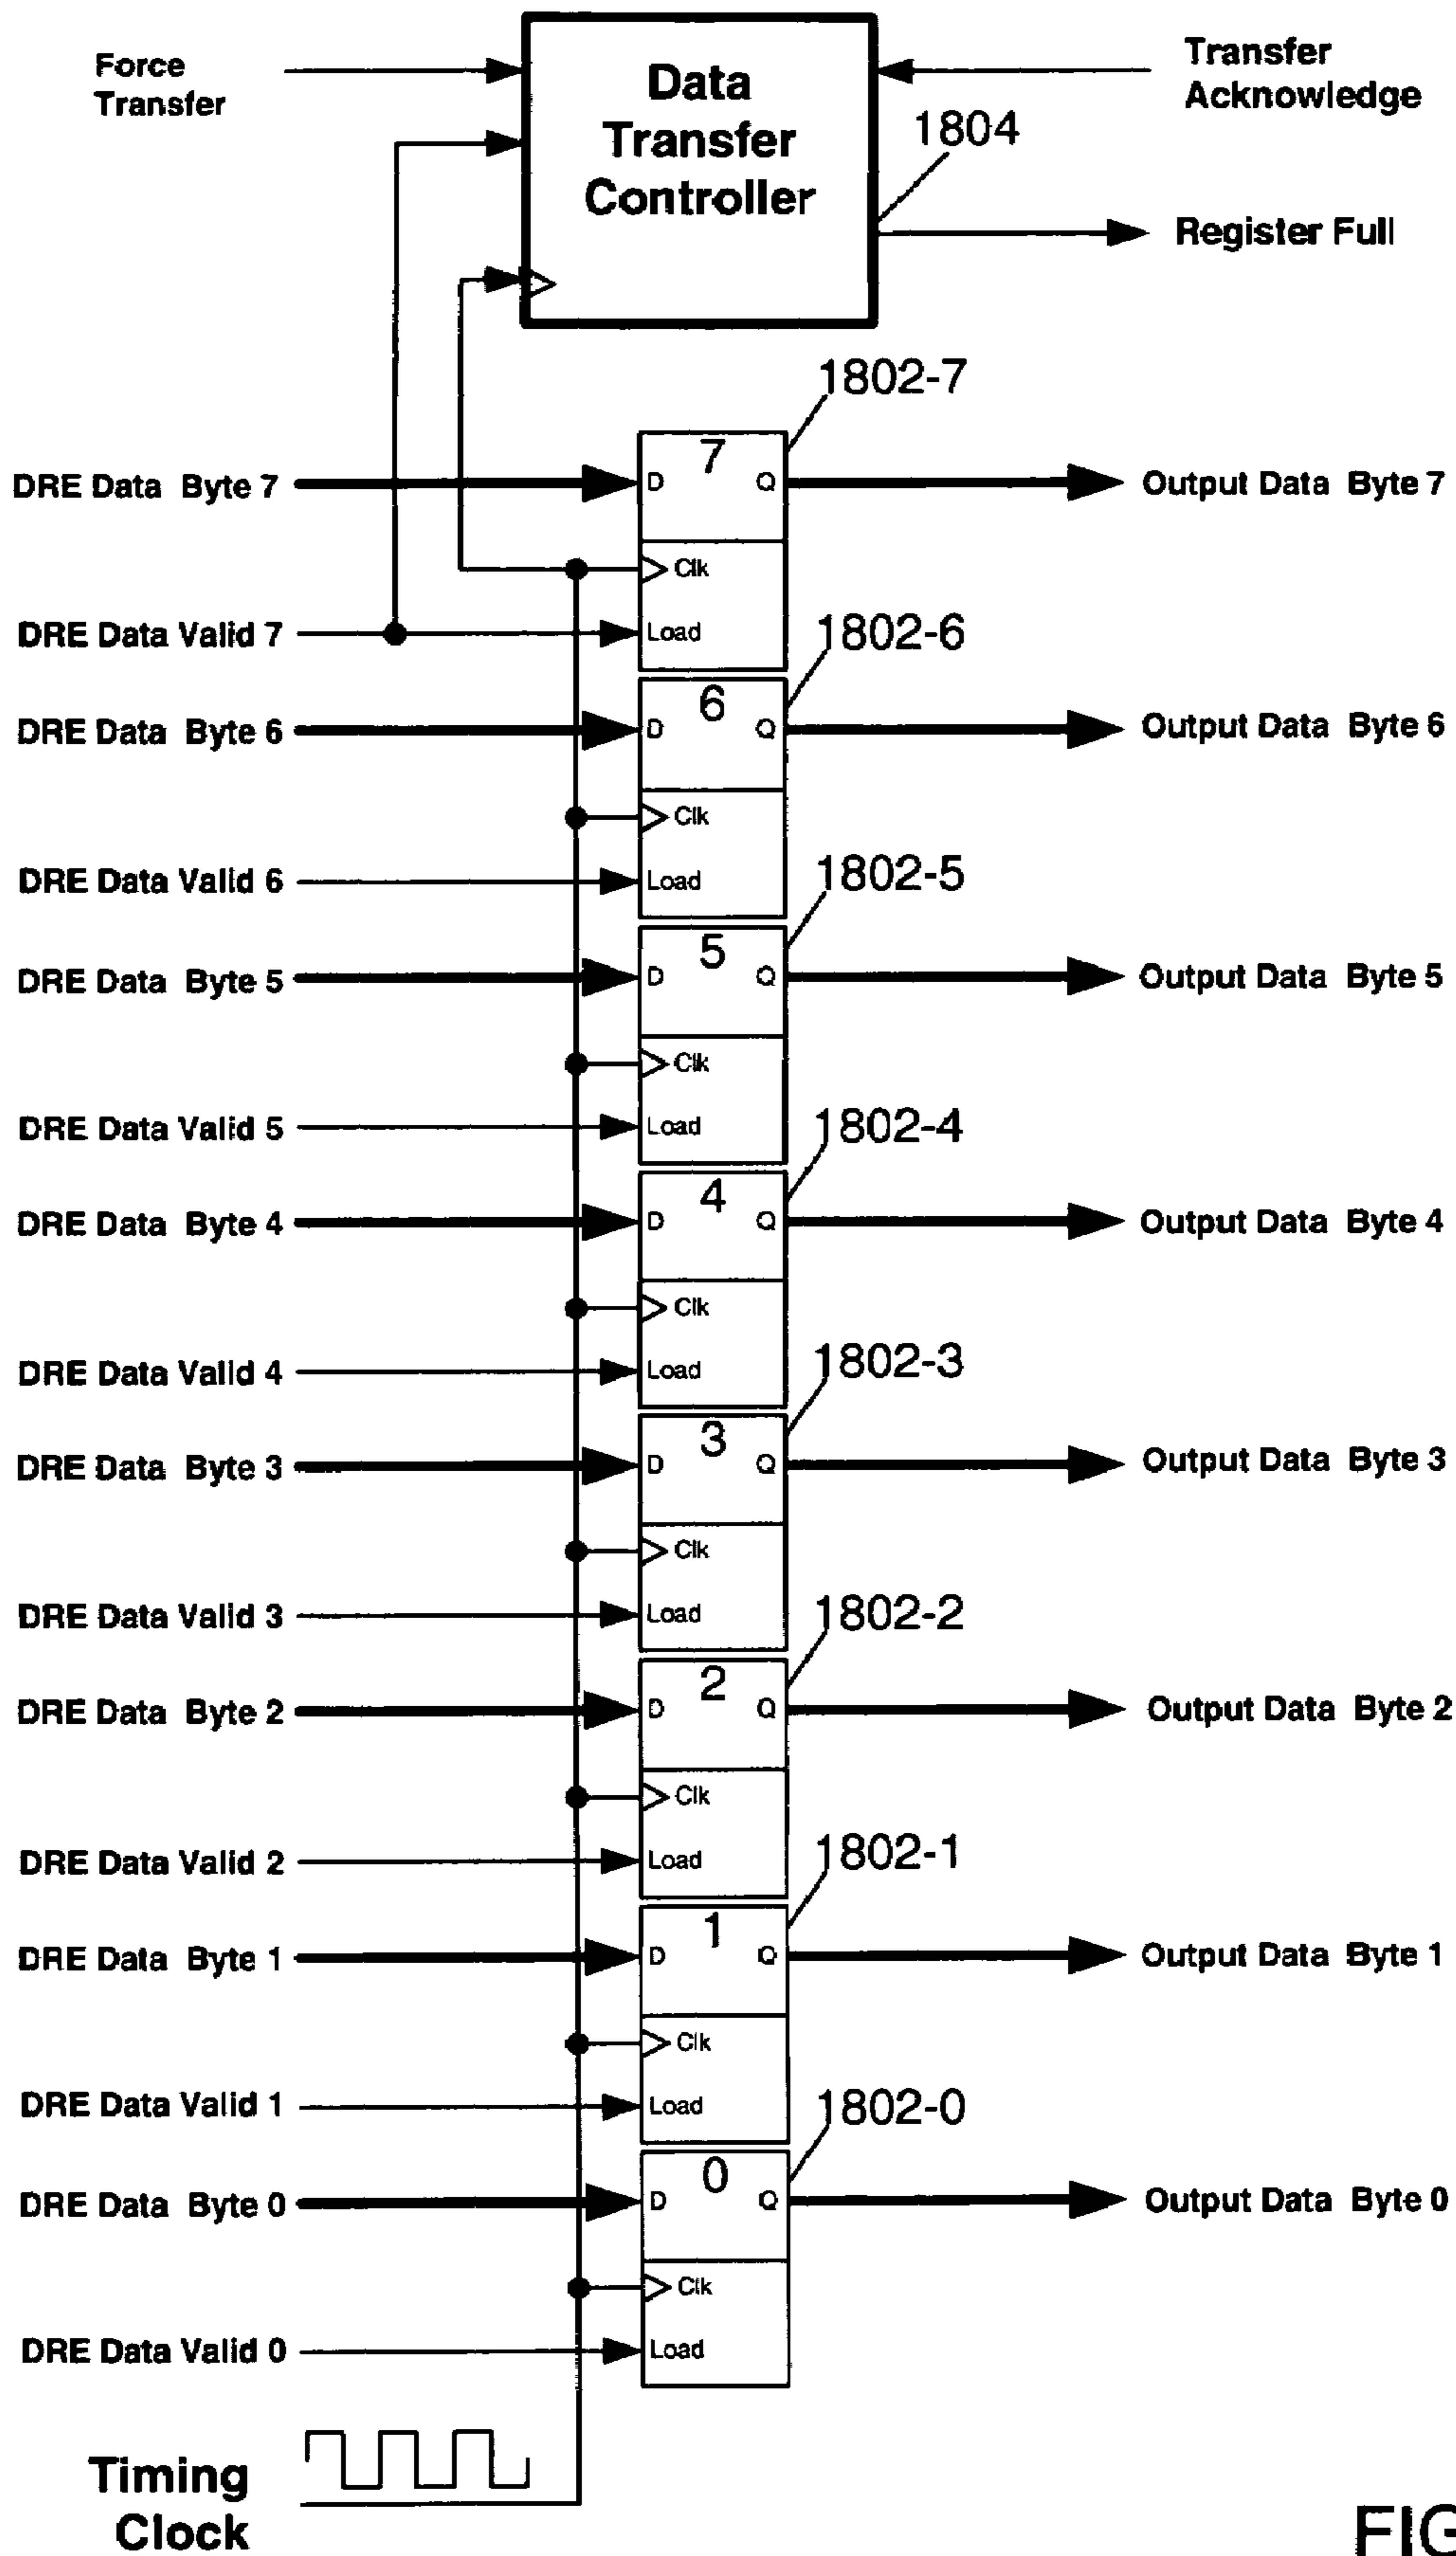 Force
Transfer
Data
Transfer
Controller
Transfer
Acknowledge
1804
Register Full
1802-7
DRE Data Byte 7
7
D
Q
Output Data Byte 7
Clk
DRE Data Valid 7
Load
1802-6
DRE Data Byte 6
6
D
Q
Output Data Byte 6
Clk
DRE Data Valid 6
Load
1802-5
DRE Data Byte 5
5
D
Q
Output Data Byte 5
Clk
DRE Data Valid 5
Load
1802-4
DRE Data Byte 4
4
D
Q
Output Data Byte 4
Clk
DRE Data Valid 4
Load
1802-3
DRE Data Byte 3
3
D
Q
Output Data Byte 3
Clk
DRE Data Valid 3
Load
1802-2
DRE Data Byte 2
2
D
Q
Output Data Byte 2
Clk
DRE Data Valid 2
Load
1802-1
DRE Data Byte 1
1
D
Q
Output Data Byte 1
Clk
DRE Data Valid 1
Load
1802-0
DRE Data Byte 0
0
D
Q
Output Data Byte 0
Clk
DRE Data Valid 0
Load
Timing
Clock